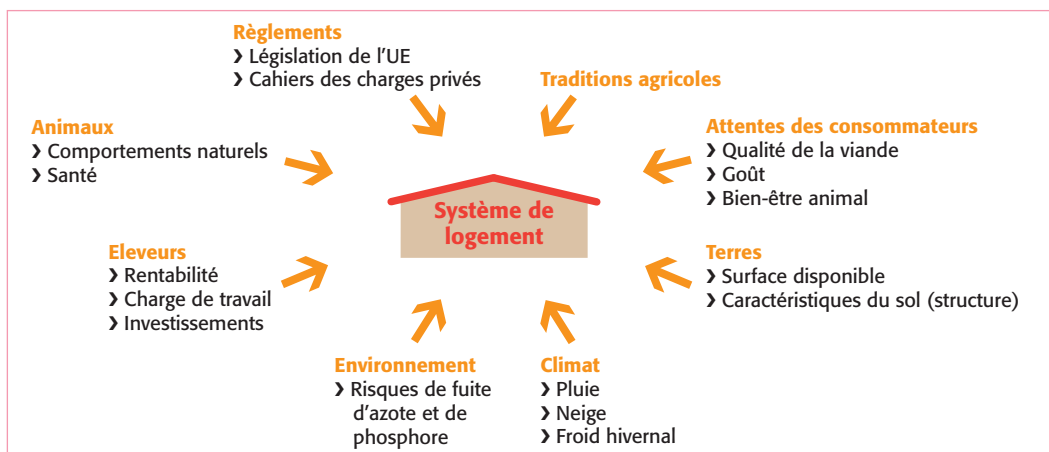 Règlements
❯ Législation de l'UE
❯ Cahiers des charges privés
Traditions agricoles
Animaux
❯ Comportements naturels
❯ Santé
Attentes des consommateurs
❯ Qualité de la viande
❯ Goût
❯ Bien-être animal
Système de
logement
Eleveurs
❯ Rentabilité
❯ Charge de travail
❯ Investissements
Terres
❯ Surface disponible
❯ Caractéristiques du sol (structure)
Environnement
❯ Risques de fuite
d'azote et de
phosphore
Climat
❯ Pluie
❯ Neige
❯ Froid hivernal